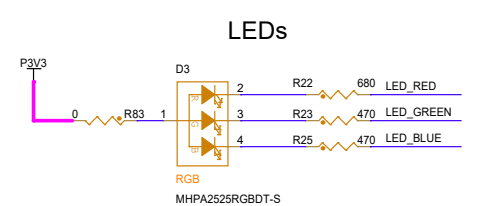 LEDs
P3V3
D3
0 R83 1
2 R22 680 LED_RED
3 R23 470 LED_GREEN
4 R25 470 LED_BLUE
RGB
MHPA2525RGBDT-S